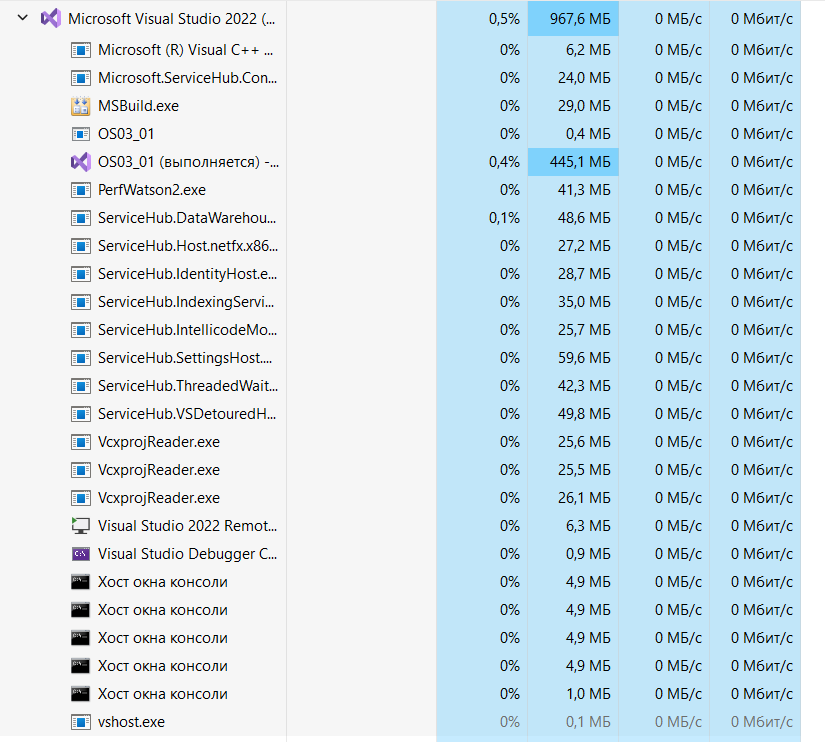 Microsoft Visual Studio 2022 (... 0,5% 967,6 МБ 0 МБ/с 0 Мбит/с
Microsoft (R) Visual C++ ... 0% 6,2 МБ 0 МБ/с 0 Мбит/с
Microsoft.ServiceHub.Con... 0% 24,0 МБ 0 МБ/с 0 Мбит/с
MSBuild.exe 0% 29,0 МБ 0 МБ/с 0 Мбит/с
OS03_01 0% 0,4 МБ 0 МБ/с 0 Мбит/с
OS03_01 (выполняется) -... 0,4% 445,1 МБ 0 МБ/с 0 Мбит/с
PerfWatson2.exe 0% 41,3 МБ 0 МБ/с 0 Мбит/с
ServiceHub.DataWarehou... 0,1% 48,6 МБ 0 МБ/с 0 Мбит/с
ServiceHub.Host.netfx.x86... 0% 27,2 МБ 0 МБ/с 0 Мбит/с
ServiceHub.IdentityHost.e... 0% 28,7 МБ 0 МБ/с 0 Мбит/с
ServiceHub.IndexingServi... 0% 35,0 МБ 0 МБ/с 0 Мбит/с
ServiceHub.IntellicodeMo... 0% 25,7 МБ 0 МБ/с 0 Мбит/с
ServiceHub.SettingsHost.... 0% 59,6 МБ 0 МБ/с 0 Мбит/с
ServiceHub.ThreadedWait... 0% 42,3 МБ 0 МБ/с 0 Мбит/с
ServiceHub.VSDetouredH... 0% 49,8 МБ 0 МБ/с 0 Мбит/с
VcxprojReader.exe 0% 25,6 МБ 0 МБ/с 0 Мбит/с
VcxprojReader.exe 0% 25,5 МБ 0 МБ/с 0 Мбит/с
VcxprojReader.exe 0% 26,1 МБ 0 МБ/с 0 Мбит/с
Visual Studio 2022 Remot... 0% 6,3 МБ 0 МБ/с 0 Мбит/с
Visual Studio Debugger C... 0% 0,9 МБ 0 МБ/с 0 Мбит/с
Хост окна консоли 0% 4,9 МБ 0 МБ/с 0 Мбит/с
Хост окна консоли 0% 4,9 МБ 0 МБ/с 0 Мбит/с
Хост окна консоли 0% 4,9 МБ 0 МБ/с 0 Мбит/с
Хост окна консоли 0% 4,9 МБ 0 МБ/с 0 Мбит/с
Хост окна консоли 0% 1,0 МБ 0 МБ/с 0 Мбит/с
vshost.exe 0% 0,1 МБ 0 МБ/с 0 Мбит/с